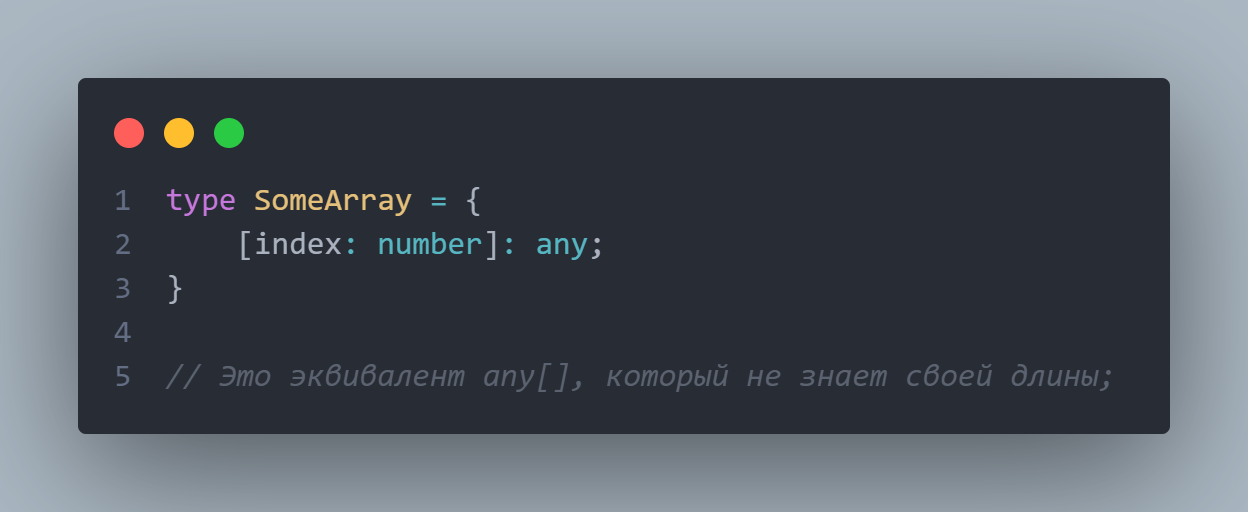 1 type SomeArray = {
2     [index: number]: any;
3 }
4
5 // Это эквивалент any[], который не знает своей длины;